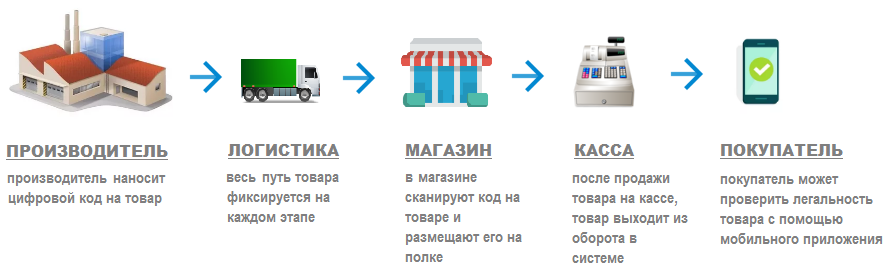 ПРОИЗВОДИТЕЛЬ
производитель наносит
цифровой код на товар
ЛОГИСТИКА
весь путь товара
фиксируется на
каждом этапе
МАГАЗИН
в магазине
сканируют код на
товаре и
размещают его на
полке
КАССА
после продажи
товара на кассе,
товар выходит из
оборота в
системе
ПОКУПАТЕЛЬ
покупатель может
проверить легальность
товара с помощью
мобильного приложения